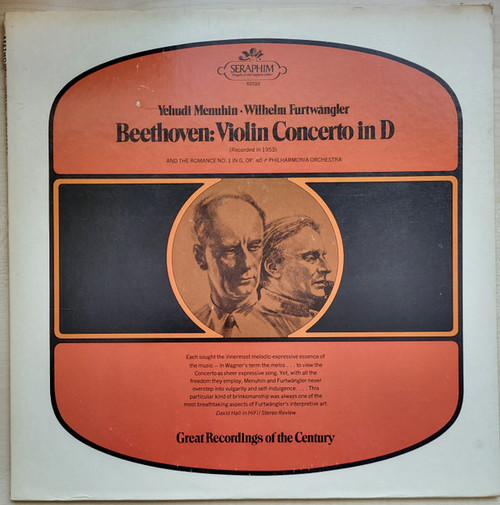 SERAPHIM
Yehudi Menuhin · Wilhelm Furtwängler
Beethoven: Violin Concerto in D
(Recorded in 1953)
AND THE ROMANCE NO. 1 IN G, OP. 40 / PHILHARMONIA ORCHESTRA
Each sought the innermost melodic-expressive essence of
the music — in Wagner's term the melos . . . to view the
Concerto as sheer expressive song. Yet, with all the
freedom they employ, Menuhin and Furtwängler never
overstep into vulgarity and self-indulgence. . . . This
particular kind of brinkmanship was always one of the
most breathtaking aspects of Furtwängler's interpretive art.
David Hall in HiFi/Stereo Review
Great Recordings of the Century